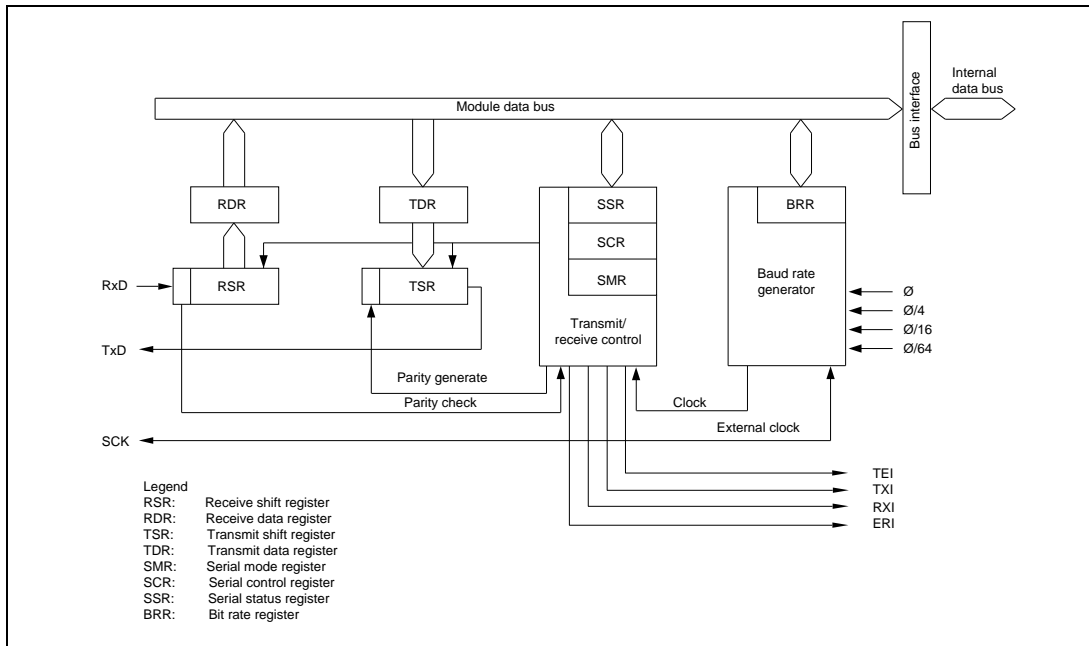 Internal
data bus
Bus interface
Module data bus
RDR
TDR
SSR
BRR
SCR
RxD
RSR
TSR
SMR
Baud rate
generator
Ø
Ø/4
Ø/16
Ø/64
Transmit/
receive control
TxD
Parity generate
Parity check
Clock
SCK
External clock
TEI
TXI
RXI
ERI
Legend
RSR: Receive shift register
RDR: Receive data register
TSR: Transmit shift register
TDR: Transmit data register
SMR: Serial mode register
SCR: Serial control register
SSR: Serial status register
BRR: Bit rate register